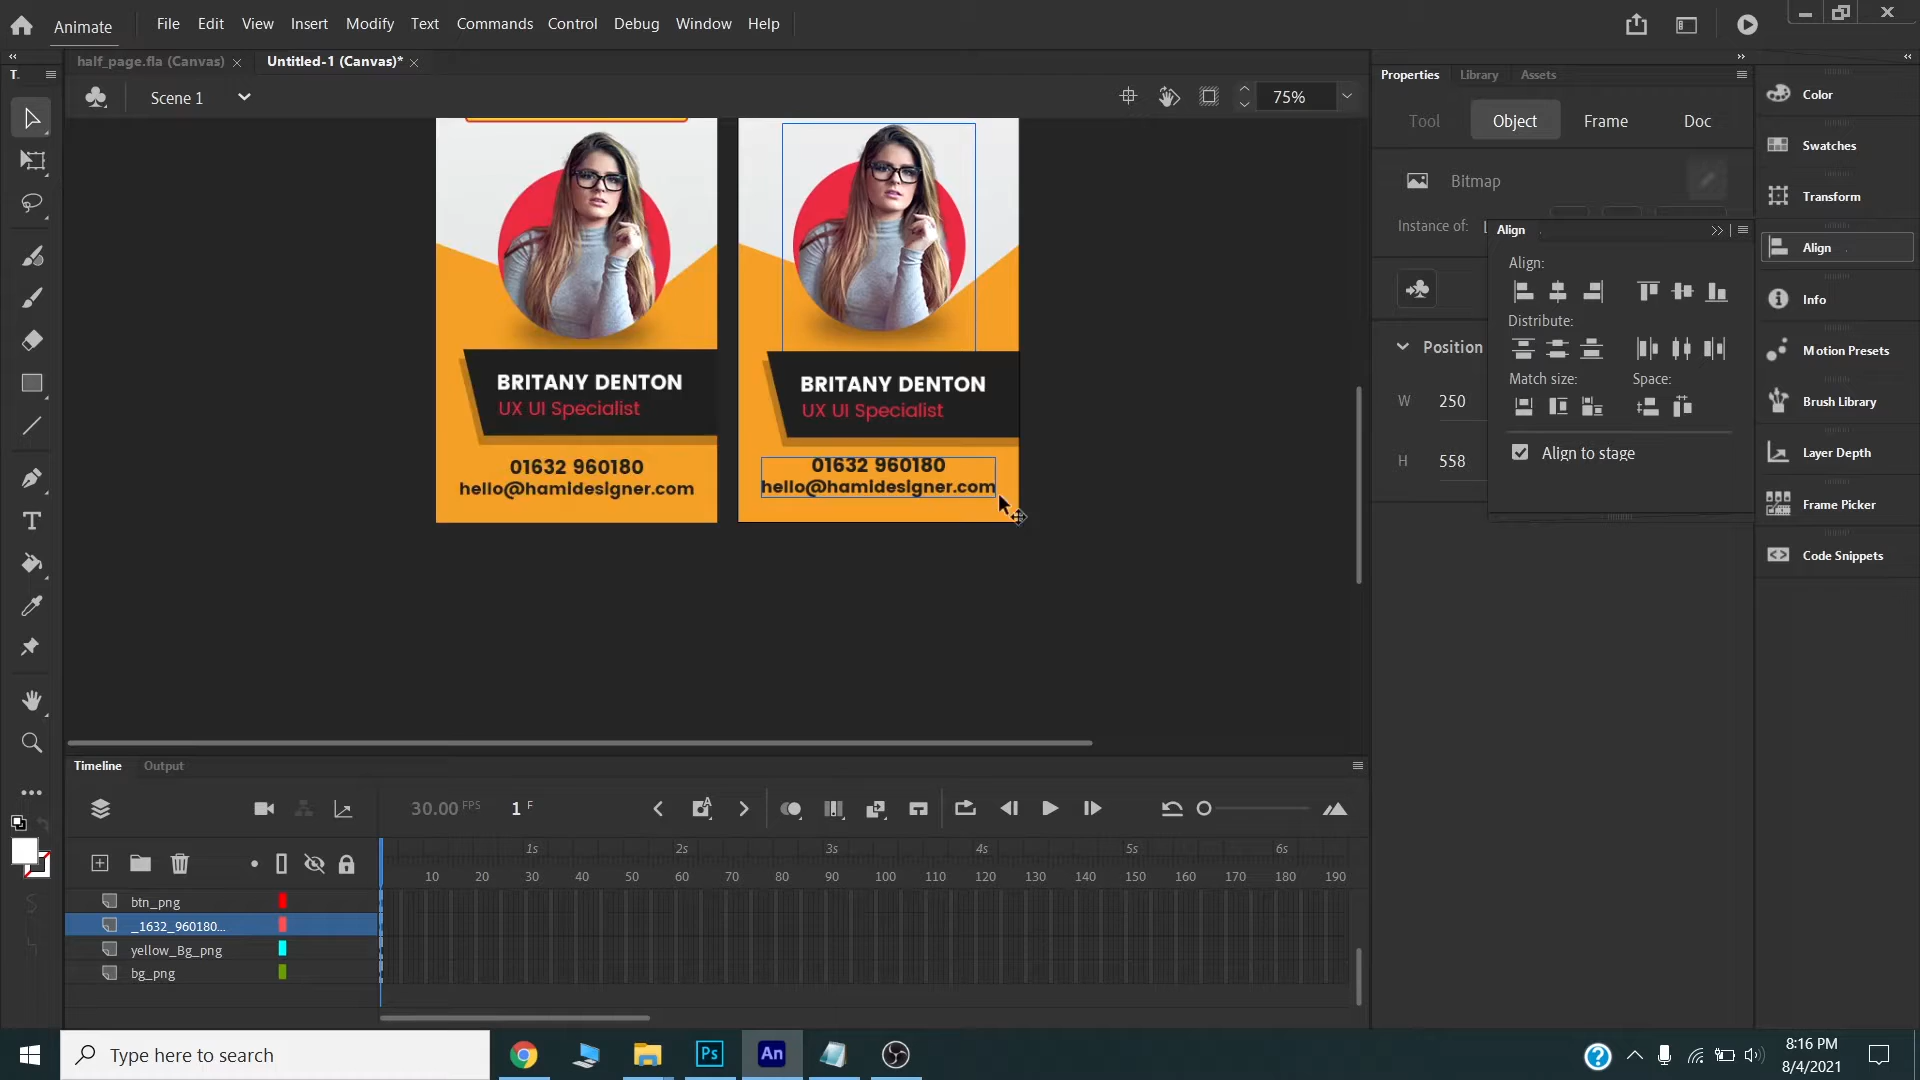 Animate
File Edit View Insert Modify Text Commands Control Debug Window Help
half_page.fla (Canvas)
Untitled-1 (Canvas)*
T.
Scene 1
75%
Properties Library Assets
Tool Object Frame Doc
Bitmap
Instance of:
Align
Align:
Distribute:
Match size:
Space:
Align to stage
Position
W 250
H 558
Color
Swatches
Transform
Align
Info
Motion Presets
Brush Library
Layer Depth
Frame Picker
Code Snippets
BRITANY DENTON
UX UI Specialist
01632 960180
hello@hamidesigner.com
BRITANY DENTON
UX UI Specialist
01632 960180
hello@hamidesigner.com
Timeline Output
30.00 FPS 1 F
1s 2s 3s 4s 5s 6s
10 20 30 40 50 60 70 80 90 100 110 120 130 140 150 160 170 180 190
btn_png
_1632_960180...
yellow_Bg_png
bg_png
Type here to search
Ps
An
8:16 PM
8/4/2021